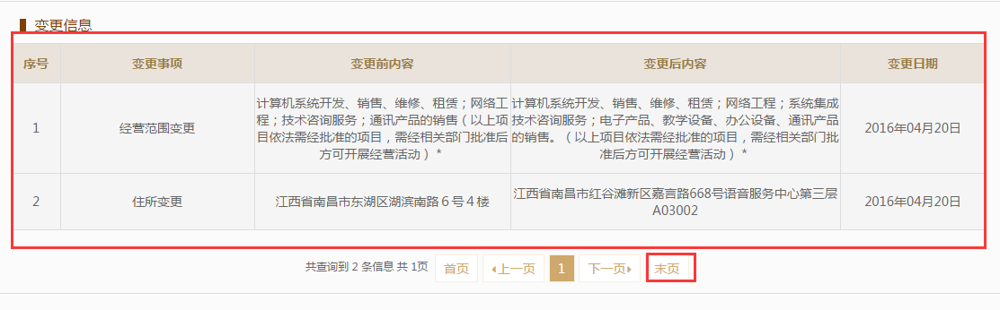 变更信息
序号 变更事项 变更前内容 变更后内容 变更日期
1
经营范围变更
计算机系统开发、销售、维修、租赁；网络工
程；技术咨询服务；通讯产品的销售（以上项
目依法需经批准的项目，需经相关部门批准后
方可开展经营活动）*
计算机系统开发、销售、维修、租赁；网络工程；系统集成
技术咨询服务；电子产品、教学设备、办公设备、通讯产品
的销售。（以上项目依法需经批准的项目，需经相关部门批
准后方可开展经营活动）*
2016年04月20日
2
住所变更
江西省南昌市东湖区湖滨南路６号４楼
江西省南昌市红谷滩新区嘉言路668号语音服务中心第三层
A03002
2016年04月20日
共查询到 2 条信息 共 1页 首页 上一页 1 下一页 末页